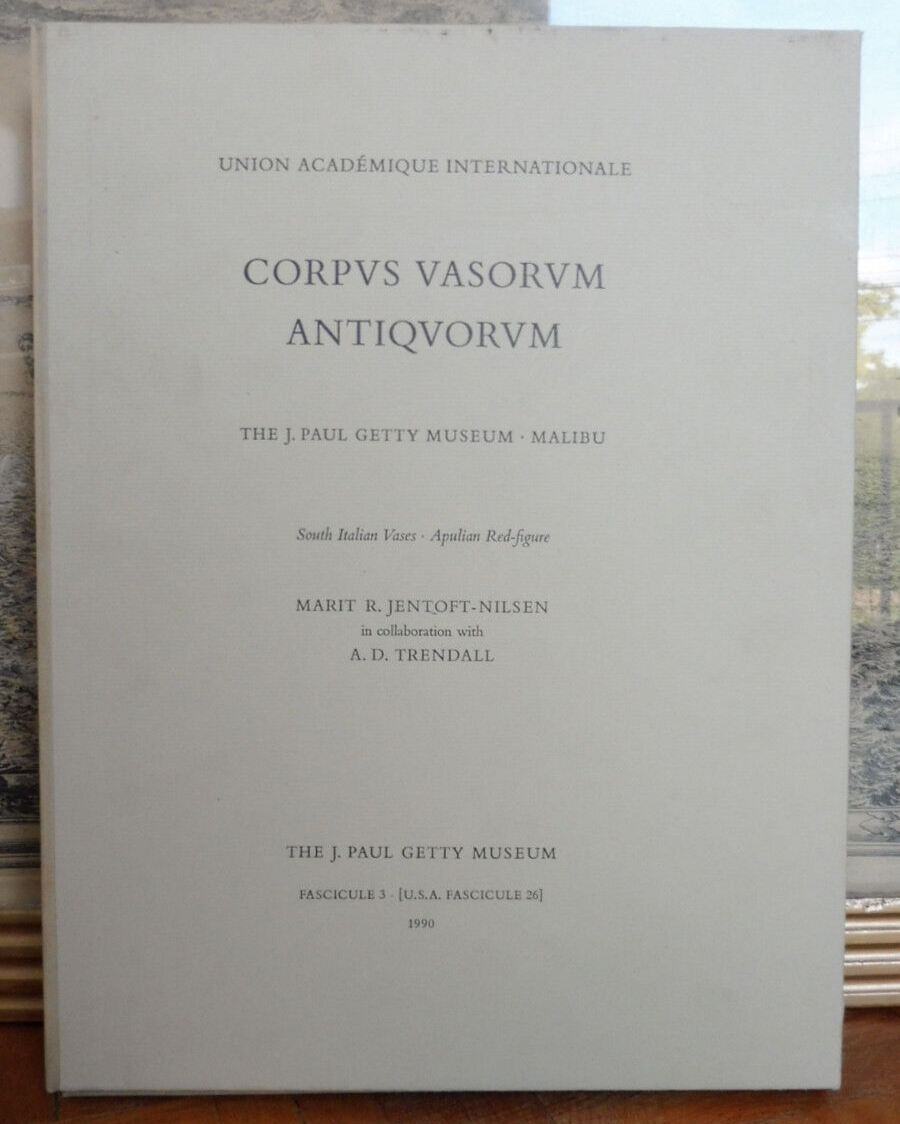 UNION ACADÉMIQUE INTERNATIONALE
CORPVS VASORVM
ANTIQVORVM
THE J. PAUL GETTY MUSEUM · MALIBU
South Italian Vases · Apulian Red-figure
MARIT R. JENTOFT-NILSEN
in collaboration with
A. D. TRENDALL
THE J. PAUL GETTY MUSEUM
FASCICULE 3 · [U.S.A. FASCICULE 26]
1990